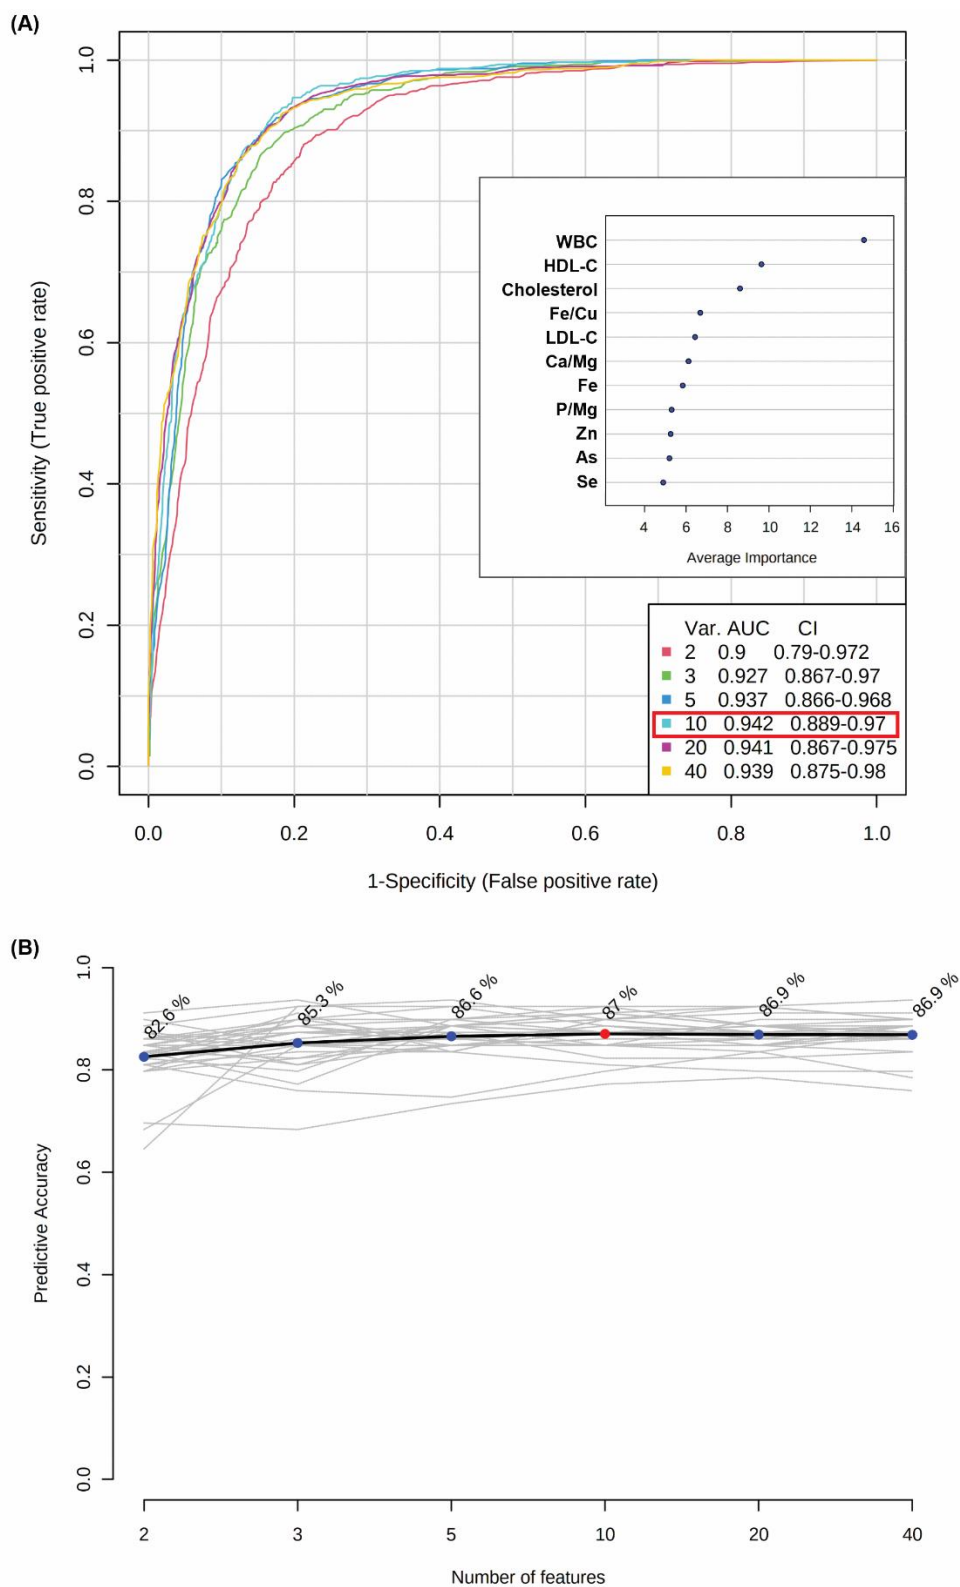 (A)
Sensitivity (True positive rate)
1.0
0.8
0.6
0.4
0.2
0.0
WBC
HDL-C
Cholesterol
Fe/Cu
LDL-C
Ca/Mg
Fe
P/Mg
Zn
As
Se
4 6 8 10 12 14 16
Average Importance
Var. AUC CI
2 0.9 0.79-0.972
3 0.927 0.867-0.97
5 0.937 0.866-0.968
10 0.942 0.889-0.97
20 0.941 0.867-0.975
40 0.939 0.875-0.98
0.0 0.2 0.4 0.6 0.8 1.0
1-Specificity (False positive rate)
(B)
Predictive Accuracy
1.0
0.8
0.6
0.4
0.2
0.0
82.6 %
85.3 %
86.6 %
87 %
86.9 %
86.9 %
2 3 5 10 20 40
Number of features